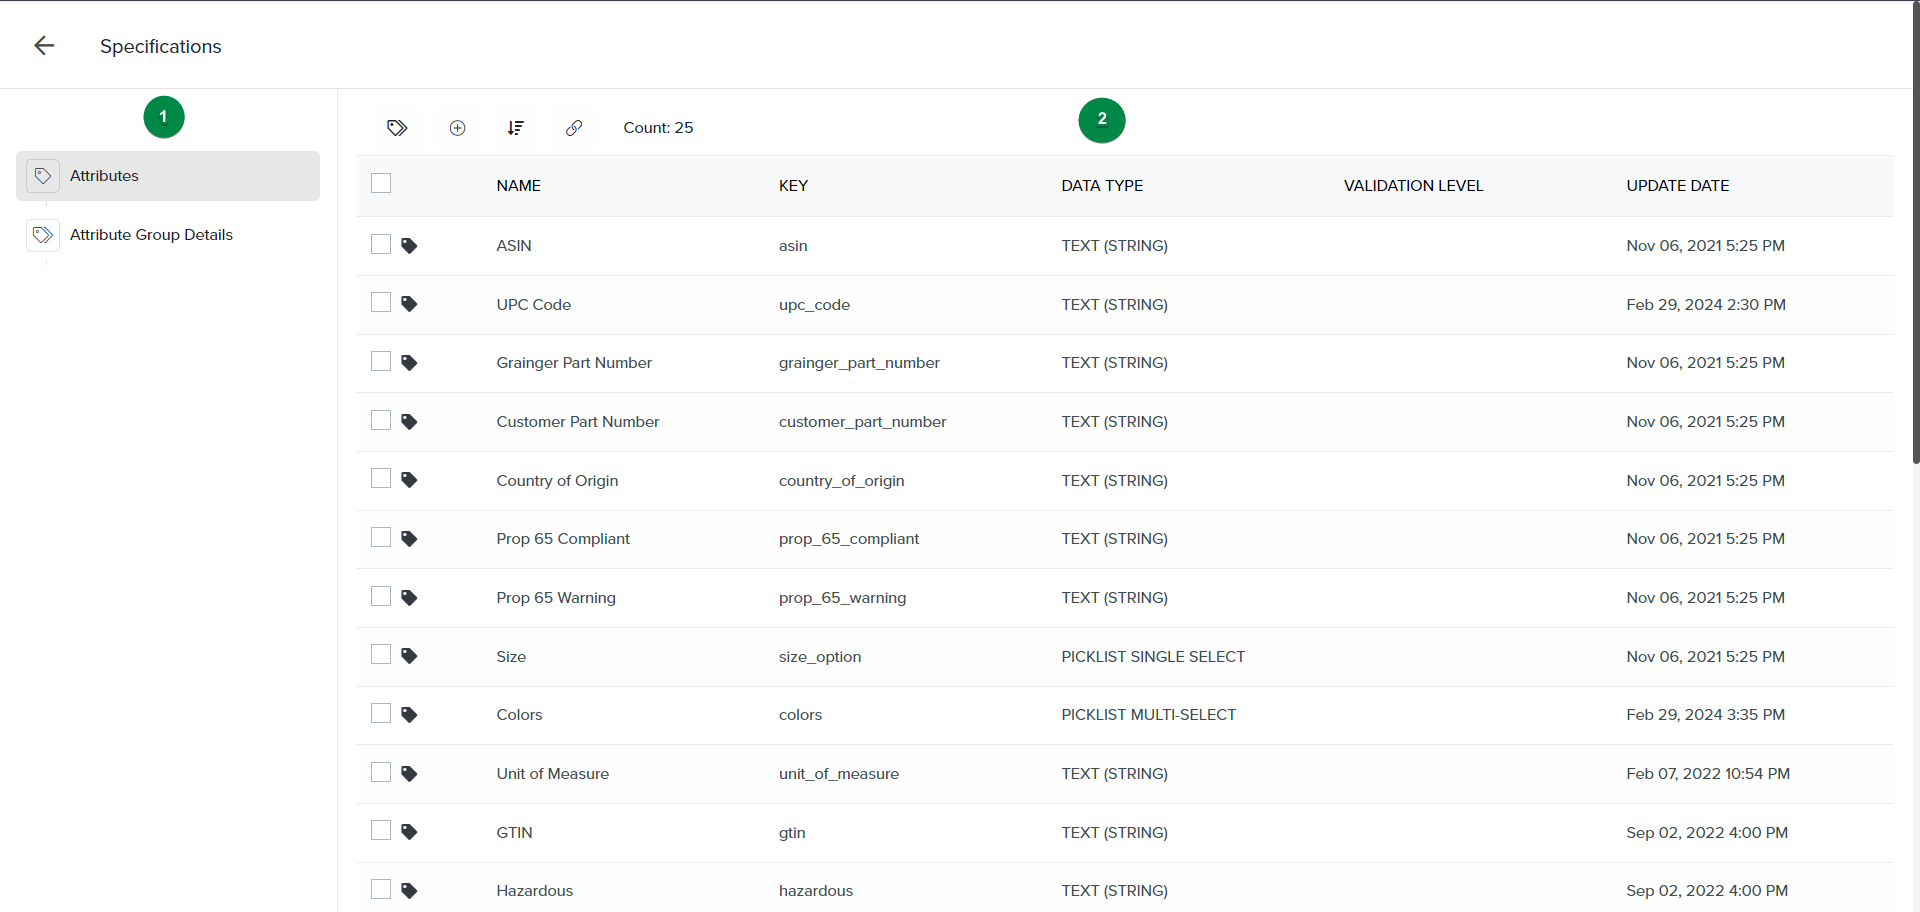 Specifications
1
2
Count: 25
Attributes
Attribute Group Details
NAME KEY DATA TYPE VALIDATION LEVEL UPDATE DATE
ASIN asin TEXT (STRING) Nov 06, 2021 5:25 PM
UPC Code upc_code TEXT (STRING) Feb 29, 2024 2:30 PM
Grainger Part Number grainger_part_number TEXT (STRING) Nov 06, 2021 5:25 PM
Customer Part Number customer_part_number TEXT (STRING) Nov 06, 2021 5:25 PM
Country of Origin country_of_origin TEXT (STRING) Nov 06, 2021 5:25 PM
Prop 65 Compliant prop_65_compliant TEXT (STRING) Nov 06, 2021 5:25 PM
Prop 65 Warning prop_65_warning TEXT (STRING) Nov 06, 2021 5:25 PM
Size size_option PICKLIST SINGLE SELECT Nov 06, 2021 5:25 PM
Colors colors PICKLIST MULTI-SELECT Feb 29, 2024 3:35 PM
Unit of Measure unit_of_measure TEXT (STRING) Feb 07, 2022 10:54 PM
GTIN gtin TEXT (STRING) Sep 02, 2022 4:00 PM
Hazardous hazardous TEXT (STRING) Sep 02, 2022 4:00 PM